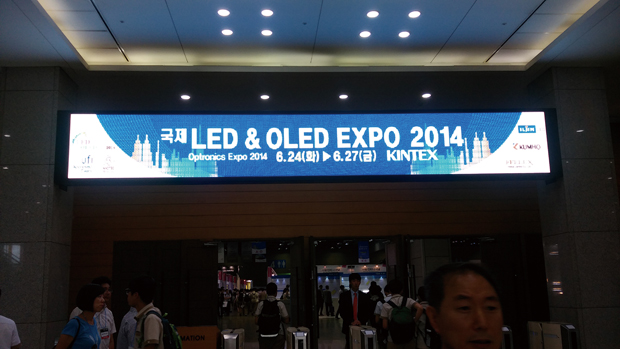 국제 LED & OLED EXPO 2014
Optronics Expo 2014 6.24(화) ▶ 6.27(금) KINTEX
KUMHO